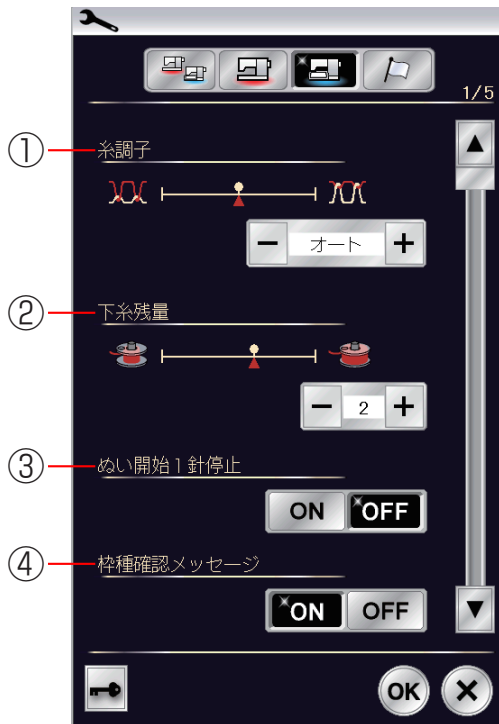 1/5
① 糸調子
− オート +
② 下糸残量
− 2 +
③ ぬい開始1針停止
ON OFF
④ 枠種確認メッセージ
ON OFF
OK ×